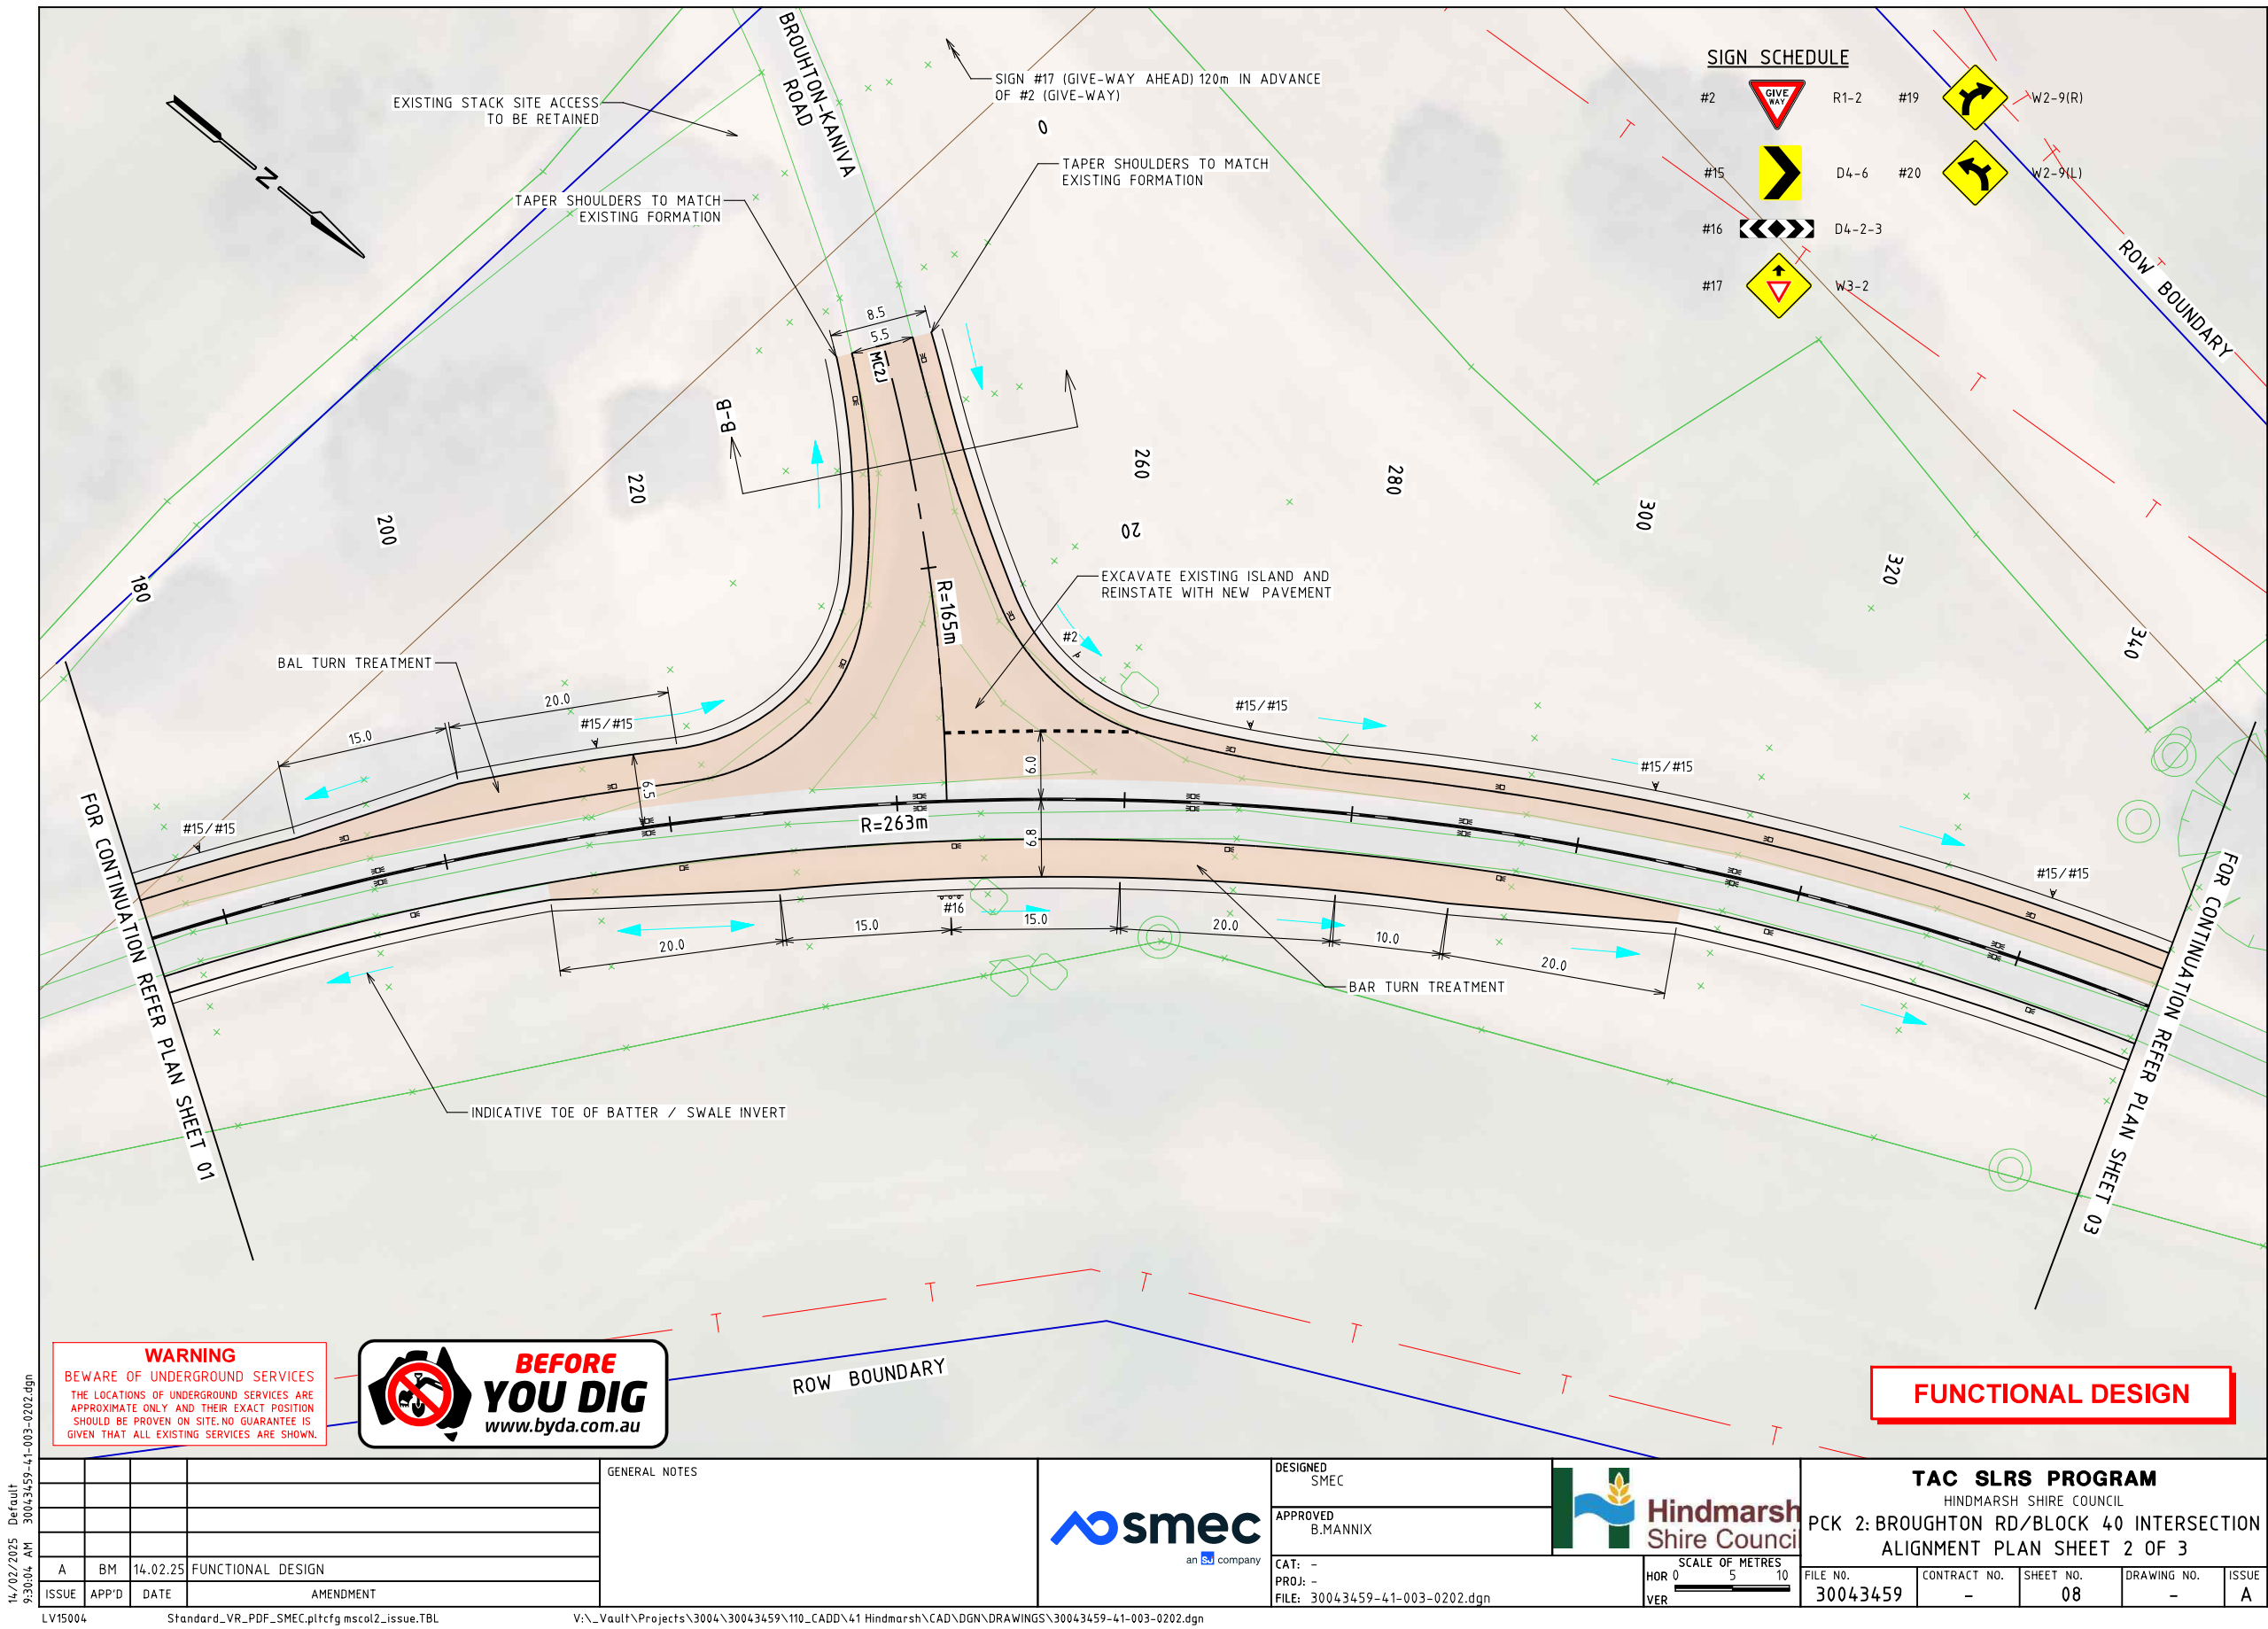 BROUHTON-KANIVA
ROAD
EXISTING STACK SITE ACCESS
TO BE RETAINED
SIGN #17 (GIVE-WAY AHEAD) 120m IN ADVANCE
OF #2 (GIVE-WAY)
0
TAPER SHOULDERS TO MATCH
EXISTING FORMATION
TAPER SHOULDERS TO MATCH
EXISTING FORMATION
N
SIGN SCHEDULE
#2
GIVE
WAY
R1-2
#19
W2-9(R)
#15
D4-6
#20
W2-9(L)
#16
D4-2-3
#17
W3-2
ROW BOUNDARY
8.5
5.5
MC2J
B-B
180
200
220
260
280
300
320
340
20
EXCAVATE EXISTING ISLAND AND
REINSTATE WITH NEW PAVEMENT
R=165m
#2
BAL TURN TREATMENT
20.0
15.0
#15/#15
#15/#15
#15/#15
#15/#15
#15/#15
6.5
9.0
R=263m
8.9
#16
20.0
15.0
15.0
20.0
10.0
20.0
BAR TURN TREATMENT
FOR CONTINUATION REFER PLAN SHEET 01
FOR CONTINUATION REFER PLAN SHEET 03
INDICATIVE TOE OF BATTER / SWALE INVERT
ROW BOUNDARY
WARNING
BEWARE OF UNDERGROUND SERVICES
THE LOCATIONS OF UNDERGROUND SERVICES ARE
APPROXIMATE ONLY AND THEIR EXACT POSITION
SHOULD BE PROVEN ON SITE. NO GUARANTEE IS
GIVEN THAT ALL EXISTING SERVICES ARE SHOWN.
BEFORE
YOU DIG
www.byda.com.au
FUNCTIONAL DESIGN
14/02/2025 Default
9:30:04 AM 30043459-41-003-0202.dgn
A BM 14.02.25 FUNCTIONAL DESIGN
ISSUE APP'D DATE AMENDMENT
GENERAL NOTES
smec
an SJ company
DESIGNED
SMEC
APPROVED
B.MANNIX
CAT: -
PROJ: -
FILE: 30043459-41-003-0202.dgn
Hindmarsh
Shire Council
SCALE OF METRES
HOR 0 5 10
VER
TAC SLRS PROGRAM
HINDMARSH SHIRE COUNCIL
PCK 2: BROUGHTON RD/BLOCK 40 INTERSECTION
ALIGNMENT PLAN SHEET 2 OF 3
FILE NO. CONTRACT NO. SHEET NO. DRAWING NO. ISSUE
30043459 - 08 - A
LV15004 Standard_VR_PDF_SMEC.pltcfg mscol2_issue.TBL V:\_Vault\Projects\3004\30043459\110_CADD\41 Hindmarsh\CAD\DGN\DRAWINGS\30043459-41-003-0202.dgn